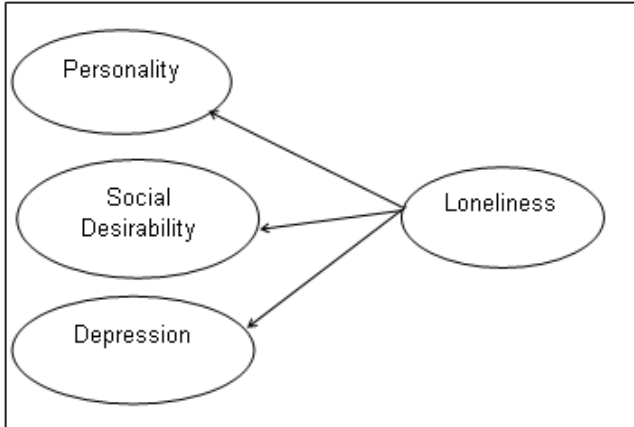 Personality
Social
Desirability
Loneliness
Depression